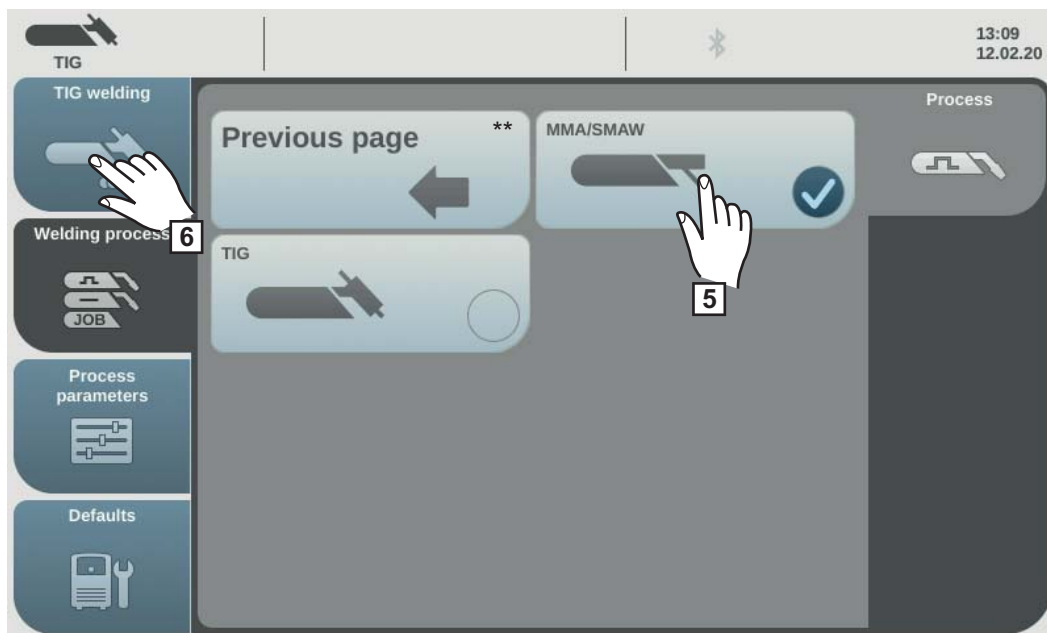 TIG
13:09
12.02.20
TIG welding
Welding process
6
JOB
Process
parameters
Defaults
Previous page **
MMA/SMAW
5
TIG
Process